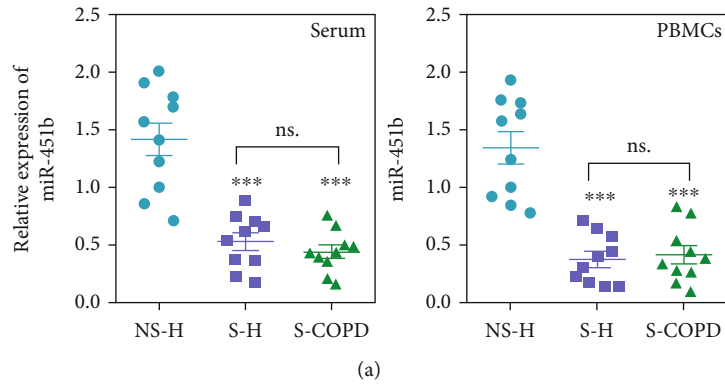 Relative expression of
miR-451b
2.5
2.0
1.5
1.0
0.5
0.0
Serum
ns.
***
***
NS-H
S-H
S-COPD
miR-451b
2.5
2.0
1.5
1.0
0.5
0.0
PBMCs
ns.
***
***
NS-H
S-H
S-COPD
(a)